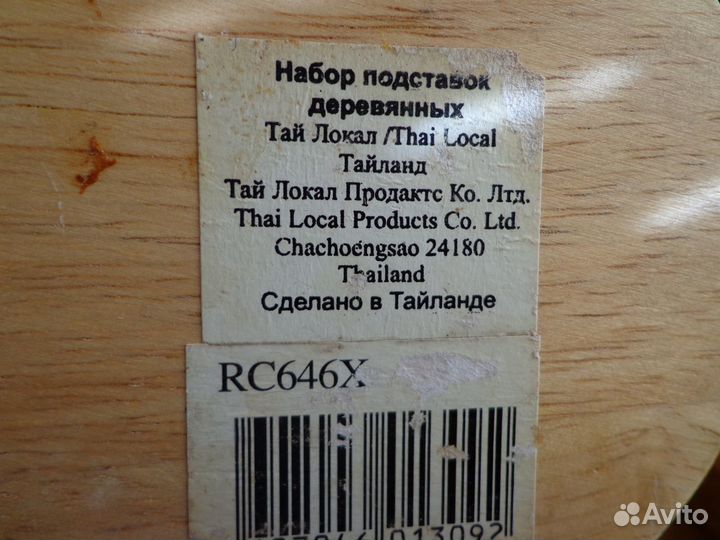 Набор подставок
деревянных
Тай Локал /Thai Local
Тайланд
Тай Локал Продактс Ко. Лтд.
Thai Local Products Co. Ltd.
Chachoengsao 24180
Thailand
Сделано в Тайланде
RC646X
013092
Avito